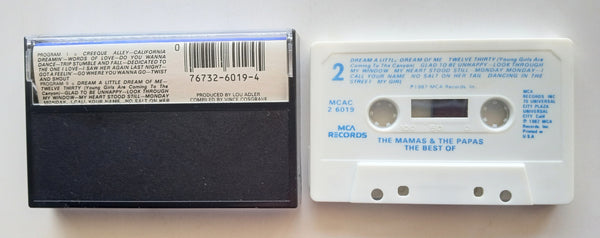 PROGRAM 1: CREEQUE ALLEY—CALIFORNIA
DREAMIN'—WORDS OF LOVE—DO YOU WANNA
DANCE—TRIP STUMBLE AND FALL—DEDICATED TO
THE ONE I LOVE—I SAW HER AGAIN LAST NIGHT—
GOT A FEELIN'—GO WHERE YOU WANNA GO—TWIST
AND SHOUT
PROGRAM 2: DREAM A LITTLE DREAM OF ME—
TWELVE THIRTY (Young Girls Are Coming To The
Canyon)—GLAD TO BE UNHAPPY—LOOK THROUGH
MY WINDOW—MY HEART STOOD STILL—MONDAY
MONDAY—I CALL YOUR NAME—NO SALT ON HER
0
76732-6019-4
PRODUCED BY LOU ADLER
COMPILED BY VINCE COSGRAVE
2
DREAM A LITTLE DREAM OF ME TWELVE THIRTY (Young Girls Are
Coming To The Canyon) GLAD TO BE UNHAPPY LOOK THROUGH
MY WINDOW MY HEART STOOD STILL MONDAY MONDAY I
CALL YOUR NAME NO SALT ON HER TAIL DANCING IN THE
STREET MY GIRL
℗1987 MCA Records Inc.
MCAC
2 6019
MCA RECORDS
MCA
RECORDS INC
70 UNIVERSAL
CITY PLAZA
UNIVERSAL
CITY Calif
© 1987 MCA
Records Inc.
Printed in
U S A
THE MAMAS & THE PAPAS
THE BEST OF